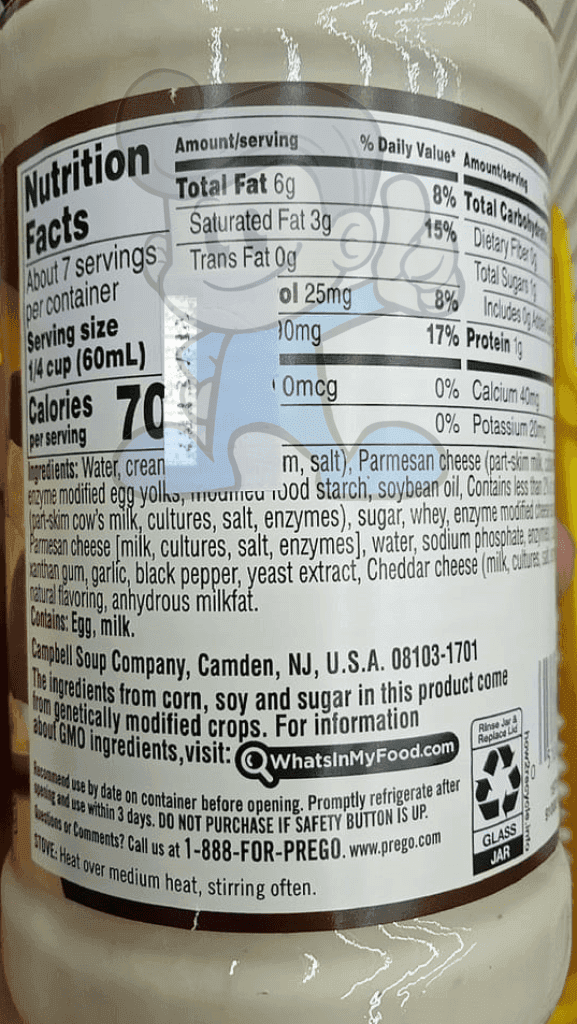 Nutrition
Facts
About 7 servings
per container
Serving size
1/4 cup (60mL)
Calories 70
per serving
Amount/serving % Daily Value*
Total Fat 6g 8%
Saturated Fat 3g 15%
Trans Fat 0g
ol 25mg 8%
0mg 17%
0mcg 0%
0%
Amount/serving
Total Carbohydrate
Dietary Fiber 0g
Total Sugars 1g
Includes 0g Added
Protein 1g
Calcium 40mg
Potassium 20mg
Ingredients: Water, cream m, salt), Parmesan cheese (part-skim milk,
enzyme modified egg yolks, modified food starch, soybean oil, Contains less than
(part-skim cow's milk, cultures, salt, enzymes), sugar, whey, enzyme modified
Parmesan cheese [milk, cultures, salt, enzymes], water, sodium phosphate,
xanthan gum, garlic, black pepper, yeast extract, Cheddar cheese (milk, cultures,
natural flavoring, anhydrous milkfat.
Contains: Egg, milk.
Campbell Soup Company, Camden, NJ, U.S.A. 08103-1701
The ingredients from corn, soy and sugar in this product come
from genetically modified crops. For information
about GMO ingredients, visit: WhatsInMyFood.com
Recommend use by date on container before opening. Promptly refrigerate after
opening and use within 3 days. DO NOT PURCHASE IF SAFETY BUTTON IS UP.
Questions or Comments? Call us at 1-888-FOR-PREGO. www.prego.com
STOVE: Heat over medium heat, stirring often.
Rinse Jar &
Replace Lid
GLASS
JAR
how2recycle.info